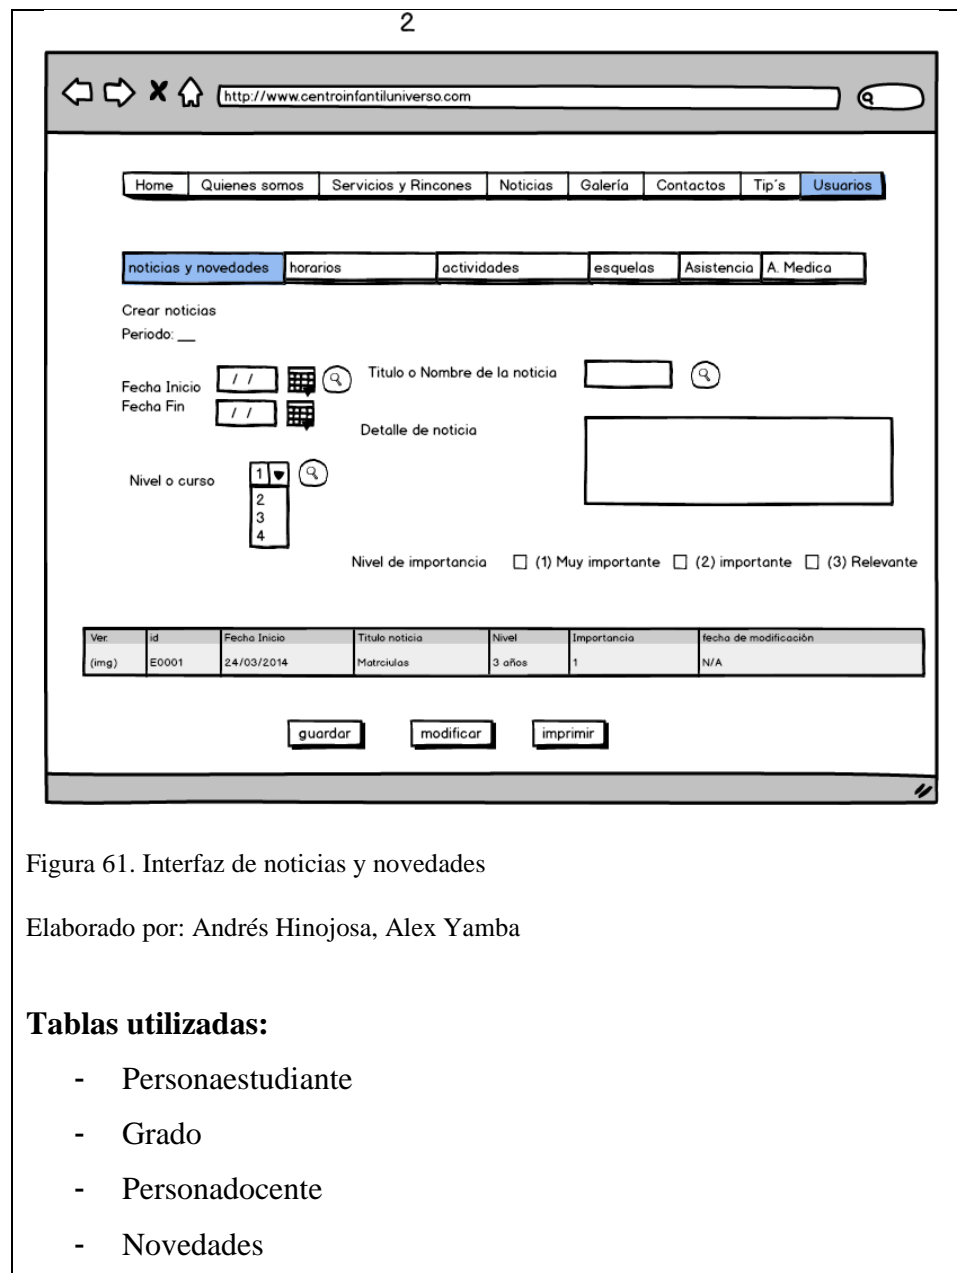 2
http://www.centroinfantiluniverso.com
Home Quienes somos Servicios y Rincones Noticias Galería Contactos Tip´s Usuarios
noticias y novedades horarios actividades esquelas Asistencia A. Medica
Crear noticias
Periodo: __
Fecha Inicio / / Titulo o Nombre de la noticia
Fecha Fin / /
Detalle de noticia
Nivel o curso 1
2
3
4
Nivel de importancia (1) Muy importante (2) importante (3) Relevante
Ver. id Fecha Inicio Titulo noticia Nivel Importancia fecha de modificación
(img) E0001 24/03/2014 Matrciulas 3 años 1 N/A
guardar modificar imprimir
Figura 61. Interfaz de noticias y novedades
Elaborado por: Andrés Hinojosa, Alex Yamba
Tablas utilizadas:
- Personaestudiante
- Grado
- Personadocente
- Novedades